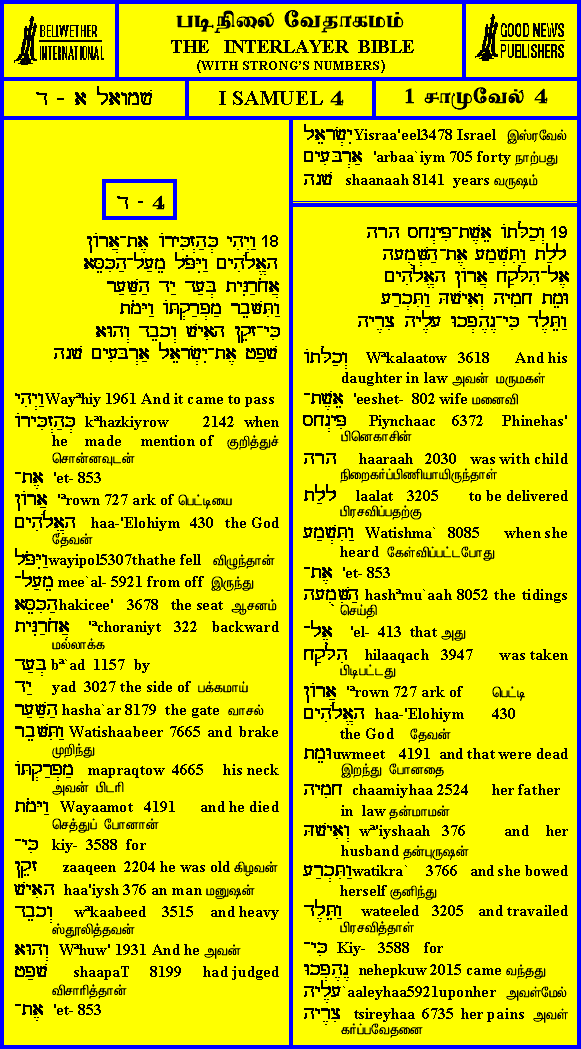 BELLWETHER
INTERNATIONAL
படிநிலை வேதாகமம்
THE INTERLAYER BIBLE
(WITH STRONG'S NUMBERS)
GOOD NEWS
PUBLISHERS
שמואל א - ד
I SAMUEL 4
1 சாமுவேல் 4
4 - ד
18 וַיְהִי כְּהַזְכִּירוֹ אֶת־אֲרוֹן
הָאֱלֹהִים וַיִּפֹּל מֵעַל־הַכִּסֵּא
אֲחֹרַנִּית בְּעַד יַד הַשַּׁעַר
וַתִּשָּׁבֵר מַפְרַקְתּוֹ וַיָּמֹת
כִּי־זָקֵן הָאִישׁ וְכָבֵד וְהוּא
שָׁפַט אֶת־יִשְׂרָאֵל אַרְבָּעִים שָׁנָה
וַיְהִי Wayªhiy 1961 And it came to pass
כְּהַזְכִּירוֹ kªhazkiyrow 2142 when
he made mention of குறித்துச்
சொன்னவுடன்
אֶת־ 'et- 853
אֲרוֹן 'ªrown 727 ark of பெட்டியை
הָאֱלֹהִים haa-'Elohiym 430 the God
தேவன்
וַיִּפֹּל wayipol5307thathe fell விழுந்தான்
מֵעַל־ mee`al- 5921 from off இருந்து
הַכִּסֵּא hakicee' 3678 the seat ஆசனம்
אֲחֹרַנִּית 'ªchoraniyt 322 backward
மல்லாக்க
בְּעַד bª`ad 1157 by
יַד yad 3027 the side of பக்கமாய்
הַשַּׁעַר hasha`ar 8179 the gate வாசல்
וַתִּשָּׁבֵר Watishaabeer 7665 and brake
முறிந்து
מַפְרַקְתּוֹ mapraqtow 4665 his neck
அவன் பிடரி
וַיָּמֹת Wayaamot 4191 and he died
செத்துப் போனான்
כִּי־ kiy- 3588 for
זָקֵן zaaqeen 2204 he was old கிழவன்
הָאִישׁ haa'iysh 376 an man மனுஷன்
וְכָבֵד wªkaabeed 3515 and heavy
ஸ்தூலித்தவன்
וְהוּא Wªhuw' 1931 And he அவன்
שָׁפַט shaapaT 8199 had judged
விசாரித்தான்
אֶת־ 'et- 853
יִשְׂרָאֵל Yisraa'eel3478 Israel இஸ்ரவேல்
אַרְבָּעִים 'arbaa`iym 705 forty நாற்பது
שָׁנָה shaanaah 8141 years வருஷம்
19 וְכַלָּתוֹ אֵשֶׁת־פִּינְחָס הָרָה
לָלַת וַתִּשְׁמַע אֶת־הַשְּׁמֻעָה
אֶל־הִלָּקַח אֲרוֹן הָאֱלֹהִים
וּמֵת חָמִיהָ וְאִישָׁהּ וַתִּכְרַע
וַתֵּלֶד כִּי־נֶהֶפְכוּ עָלֶיהָ צִרֶיהָ
וְכַלָּתוֹ Wªkalaatow 3618 And his
daughter in law அவன் மருமகள்
אֵשֶׁת־ 'eeshet- 802 wife மனைவி
פִּינְחָס Piynchaac 6372 Phinehas'
பினெகாசின்
הָרָה haaraah 2030 was with child
நிறைகர்ப்பிணியாயிருந்தாள்
לָלַת laalat 3205 to be delivered
பிரசவிப்பதற்கு
וַתִּשְׁמַע Watishma` 8085 when she
heard கேள்விப்பட்டபோது
אֶת־ 'et- 853
הַשְּׁמֻעָה hashªmu`aah 8052 the tidings
செய்தி
אֶל־ 'el- 413 that அது
הִלָּקַח hilaaqach 3947 was taken
பிடிபட்டது
אֲרוֹן 'ªrown 727 ark of பெட்டி
הָאֱלֹהִים haa-'Elohiym 430
the God தேவன்
וּמֵת uwmeet 4191 and that were dead
இறந்து போனதை
חָמִיהָ chaamiyhaa 2524 her father
in law தன்மாமன்
וְאִישָׁהּ wª'iyshaah 376 and her
husband தன்புருஷன்
וַתִּכְרַע watikra` 3766 and she bowed
herself குனிந்து
וַתֵּלֶד wateeled 3205 and travailed
பிரசவித்தாள்
כִּי־ Kiy- 3588 for
נֶהֶפְכוּ nehepkuw 2015 came வந்தது
עָלֶיהָ `aaleyhaa5921uponher அவள்மேல்
צִרֶיהָ tsireyhaa 6735 her pains அவள்
கர்ப்பவேதனை